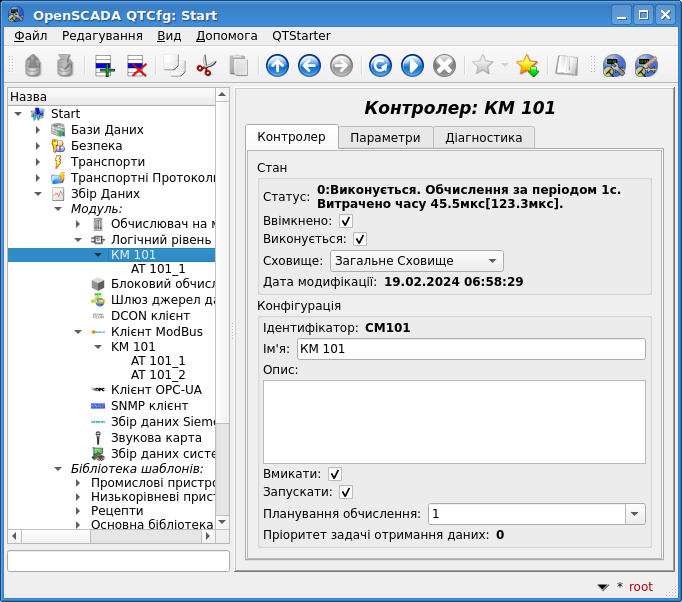 OpenSCADA QTCfg: Start
Файл Редагування Вид Допомога QTStarter
Назва
Start
Бази Даних
Безпека
Транспорти
Транспортні Протокол
Збір Даних
Модуль:
Обчислювач на м
Логічний рівень
КМ 101
АТ 101_1
Блоковий обчис
Шлюз джерел да
DCON клієнт
Клієнт ModBus
КМ 101
АТ 101_1
АТ 101_2
Клієнт OPC-UA
SNMP клієнт
Збір даних Sieme
Звукова карта
Збір даних систе
Бібліотека шаблонів:
Промислові пристро
Низькорівневі прист
Рецепти
Основна бібліотека
Контролер: КМ 101
Контролер Параметри Діагностика
Стан
Статус: 0:Виконується. Обчислення за періодом 1с.
Витрачено часу 45.5мкс[123.3мкс].
Ввімкнено:
Виконується:
Сховище: Загальне Сховище
Дата модифікації: 19.02.2024 06:58:29
Конфігурація
Ідентифікатор: CM101
Ім'я: КМ 101
Опис:
Вмикати:
Запускати:
Планування обчислення: 1
Пріоритет задачі отримання даних: 0
* root